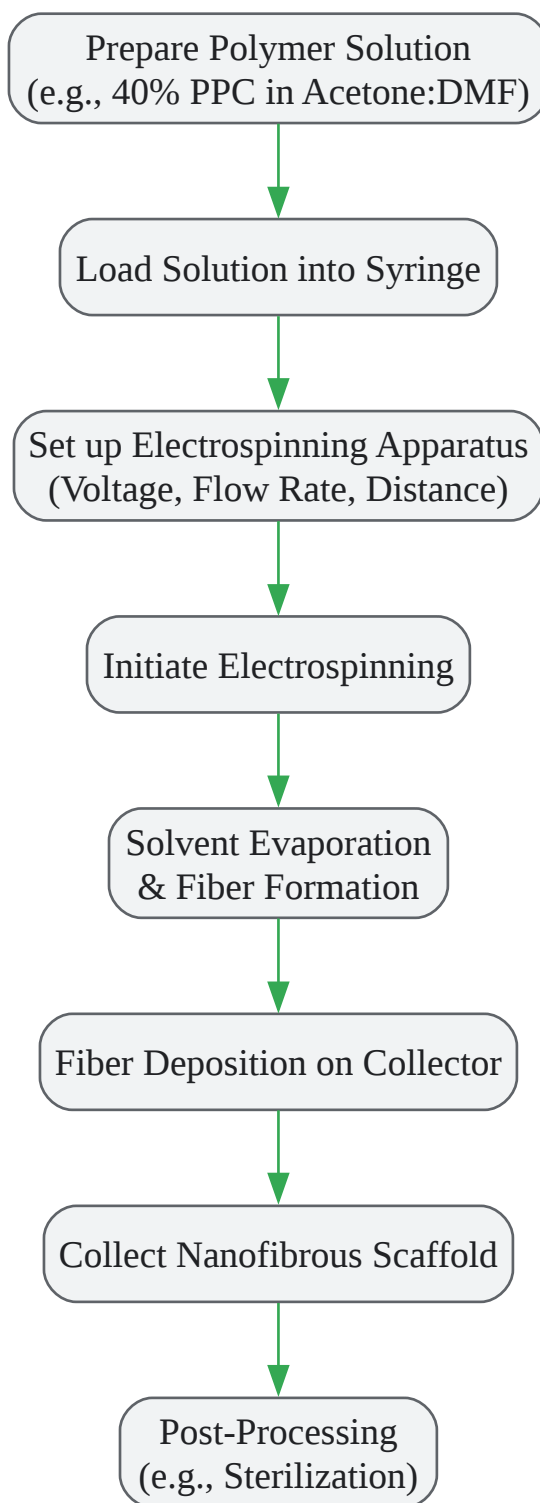 Prepare Polymer Solution
(e.g., 40% PPC in Acetone:DMF)
Load Solution into Syringe
Set up Electrospinning Apparatus
(Voltage, Flow Rate, Distance)
Initiate Electrospinning
Solvent Evaporation
& Fiber Formation
Fiber Deposition on Collector
Collect Nanofibrous Scaffold
Post-Processing
(e.g., Sterilization)